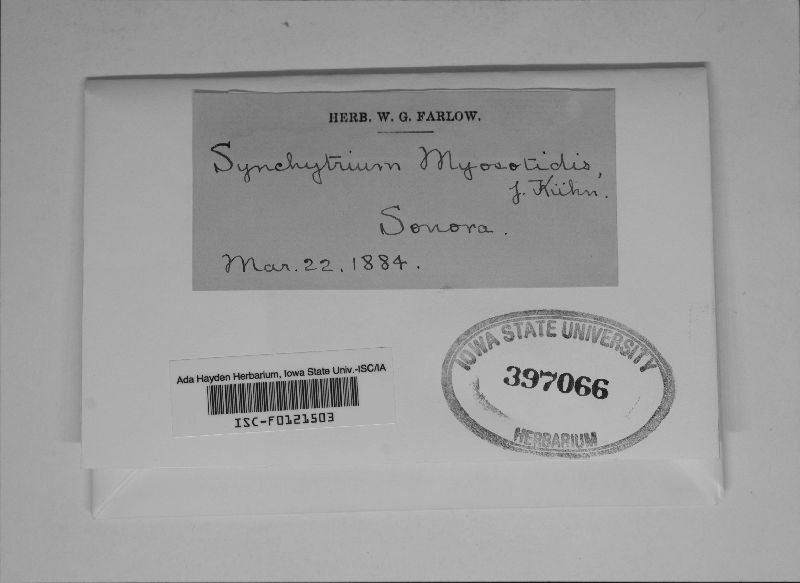 HERB. W. G. FARLOW.
Synchytrium Myosotidis,
J. Kühn.
Sonora.
Mar. 22. 1884.
Ada Hayden Herbarium, Iowa State Univ.-ISC/IA
ISC-F0121503
IOWA STATE UNIVERSITY
397066
HERBARIUM